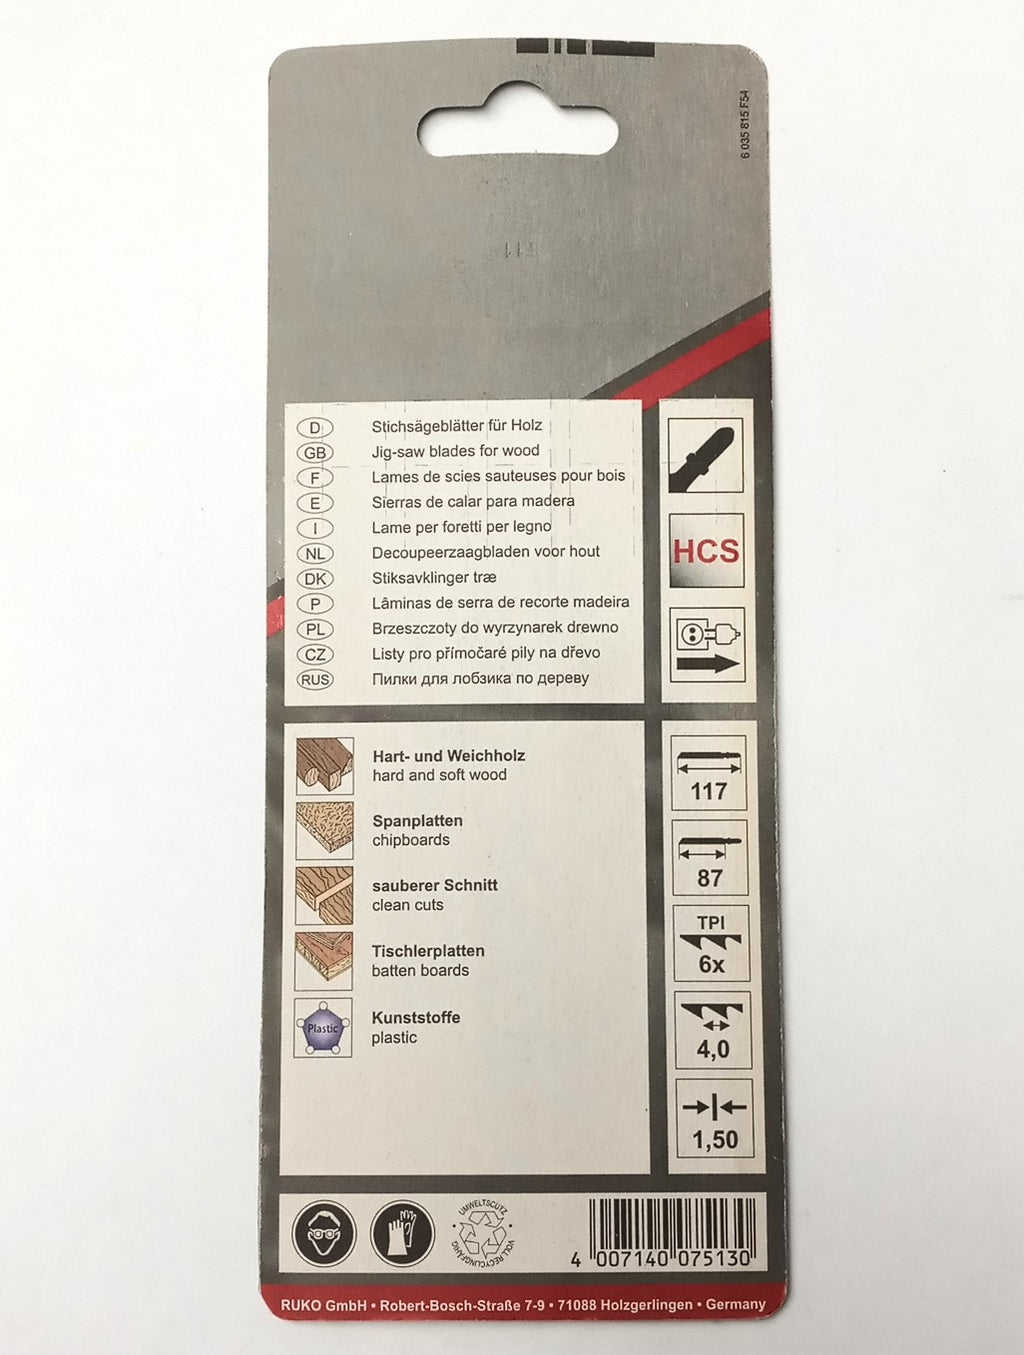 6 035 815 F54
D Stichsägeblätter für Holz
GB Jig-saw blades for wood
F Lames de scies sauteuses pour bois
E Sierras de calar para madera
I Lame per foretti per legno
NL Decoupeerzaagbladen voor hout
DK Stiksavklinger træ
P Lâminas de serra de recorte madeira
PL Brzeszczoty do wyrzynarek drewno
CZ Listy pro přímočaré pily na dřevo
RUS Пилки для лобзика по дереву
HCS
Hart- und Weichholz
hard and soft wood
Spanplatten
chipboards
sauberer Schnitt
clean cuts
Tischlerplatten
batten boards
Plastic
Kunststoffe
plastic
117
87
TPI
6x
4,0
1,50
UMWELTSCUTZ
VOLL RECYCLINGFÄHIG
4 007140 075130
RUKO GmbH • Robert-Bosch-Straße 7-9 • 71088 Holzgerlingen • Germany